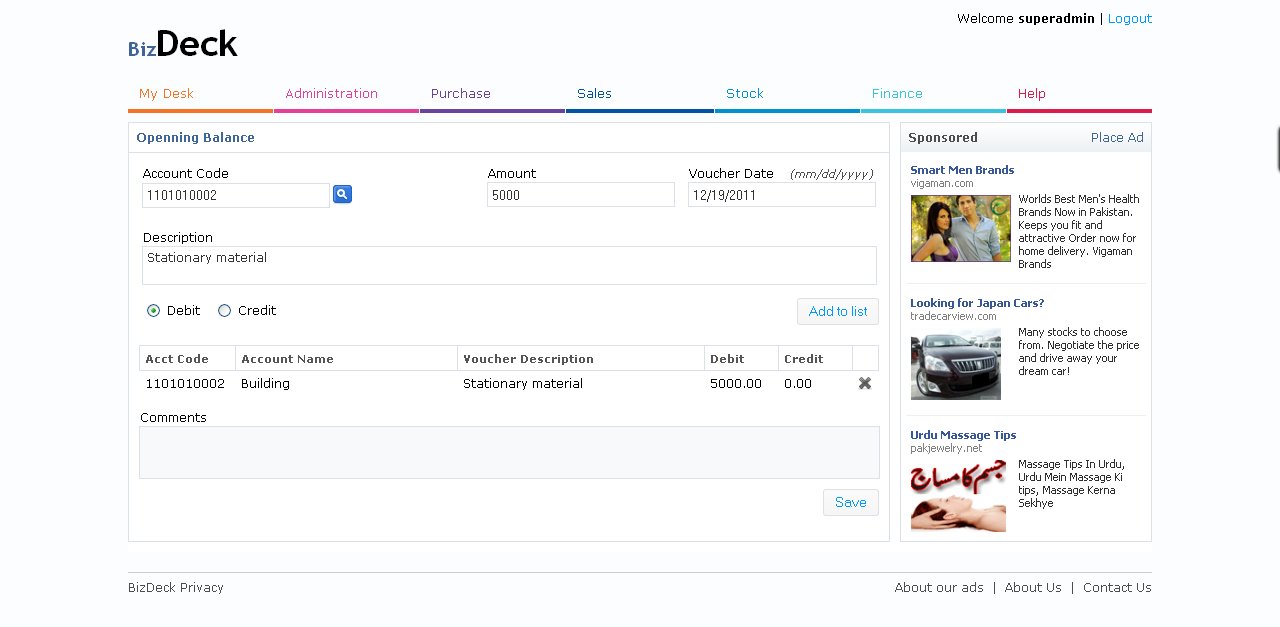 Welcome superadmin | Logout
BizDeck
My Desk Administration Purchase Sales Stock Finance Help
Openning Balance
Account Code Amount Voucher Date (mm/dd/yyyy)
1101010002 5000 12/19/2011
Description
Stationary material
Debit Credit Add to list
Acct Code Account Name Voucher Description Debit Credit
1101010002 Building Stationary material 5000.00 0.00
Comments
Save
Sponsored Place Ad
Smart Men Brands
vigaman.com
Worlds Best Men's Health
Brands Now in Pakistan.
Keeps you fit and
attractive Order now for
home delivery. Vigaman
Brands
Looking for Japan Cars?
tradecarview.com
Many stocks to choose
from. Negotiate the price
and drive away your
dream car!
Urdu Massage Tips
pakjewelry.net
جسم کا مساج
Massage Tips In Urdu,
Urdu Mein Massage Ki
tips, Massage Kerna
Sekhye
BizDeck Privacy About our ads | About Us | Contact Us